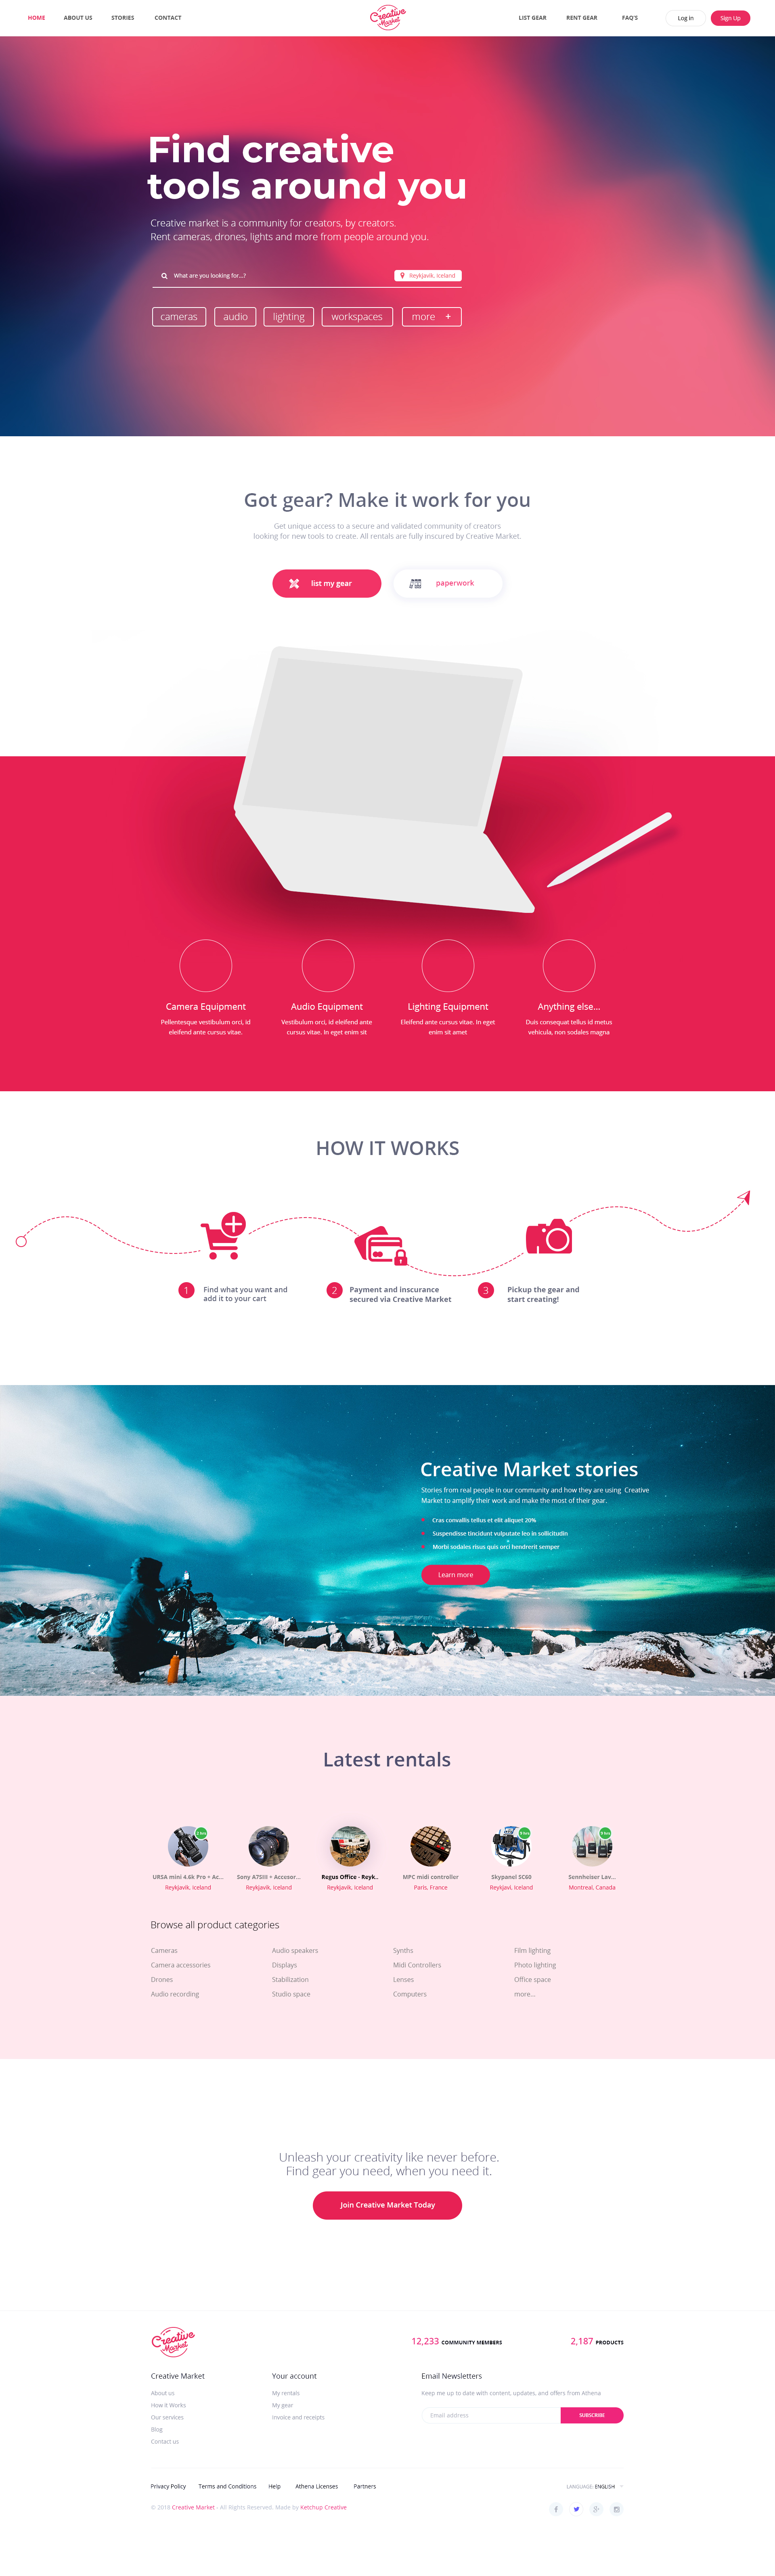 HOME ABOUT US STORIES CONTACT
Creative Market
LIST GEAR RENT GEAR FAQ'S Log in Sign Up
Find creative
tools around you
Creative market is a community for creators, by creators.
Rent cameras, drones, lights and more from people around you.
What are you looking for...? Reykjavik, Iceland
cameras audio lighting workspaces more +
Got gear? Make it work for you
Get unique access to a secure and validated community of creators
looking for new tools to create. All rentals are fully inscured by Creative Market.
list my gear paperwork
Camera Equipment
Pellentesque vestibulum orci, id
eleifend ante cursus vitae.
Audio Equipment
Vestibulum orci, id eleifend ante
cursus vitae. In eget enim sit
Lighting Equipment
Eleifend ante cursus vitae. In eget
enim sit amet
Anything else...
Duis consequat tellus id metus
vehicula, non sodales magna
HOW IT WORKS
1 Find what you want and
add it to your cart
2 Payment and inscurance
secured via Creative Market
3 Pickup the gear and
start creating!
Creative Market stories
Stories from real people in our community and how they are using Creative
Market to amplify their work and make the most of their gear.
Cras convallis tellus et elit aliquet 20%
Suspendisse tincidunt vulputate leo in sollicitudin
Morbi sodales risus quis orci hendrerit semper
Learn more
Latest rentals
URSA mini 4.6k Pro + Ac...
Reykjavik, Iceland
Sony A7SIII + Accosor...
Reykjavik, Iceland
Regus Office - Reyk..
Reykjavik, Iceland
MPC midi controller
Paris, France
Skypanel SC60
Reykjavi, Iceland
Sennheiser Lav...
Montreal, Canada
Browse all product categories
Cameras
Camera accessories
Drones
Audio recording
Audio speakers
Displays
Stabilization
Studio space
Synths
Midi Controllers
Lenses
Computers
Film lighting
Photo lighting
Office space
more...
Unleash your creativity like never before.
Find gear you need, when you need it.
Join Creative Market Today
Creative Market
12,233 COMMUNITY MEMBERS
2,187 PRODUCTS
Creative Market
About us
How it Works
Our services
Blog
Contact us
Your account
My rentals
My gear
Invoice and receipts
Email Newsletters
Keep me up to date with content, updates, and offers from Athena
Email address SUBSCRIBE
Privacy Policy Terms and Conditions Help Athena Licenses Partners
LANGUAGE: ENGLISH
© 2018 Creative Market - All Rights Reserved. Made by Ketchup Creative